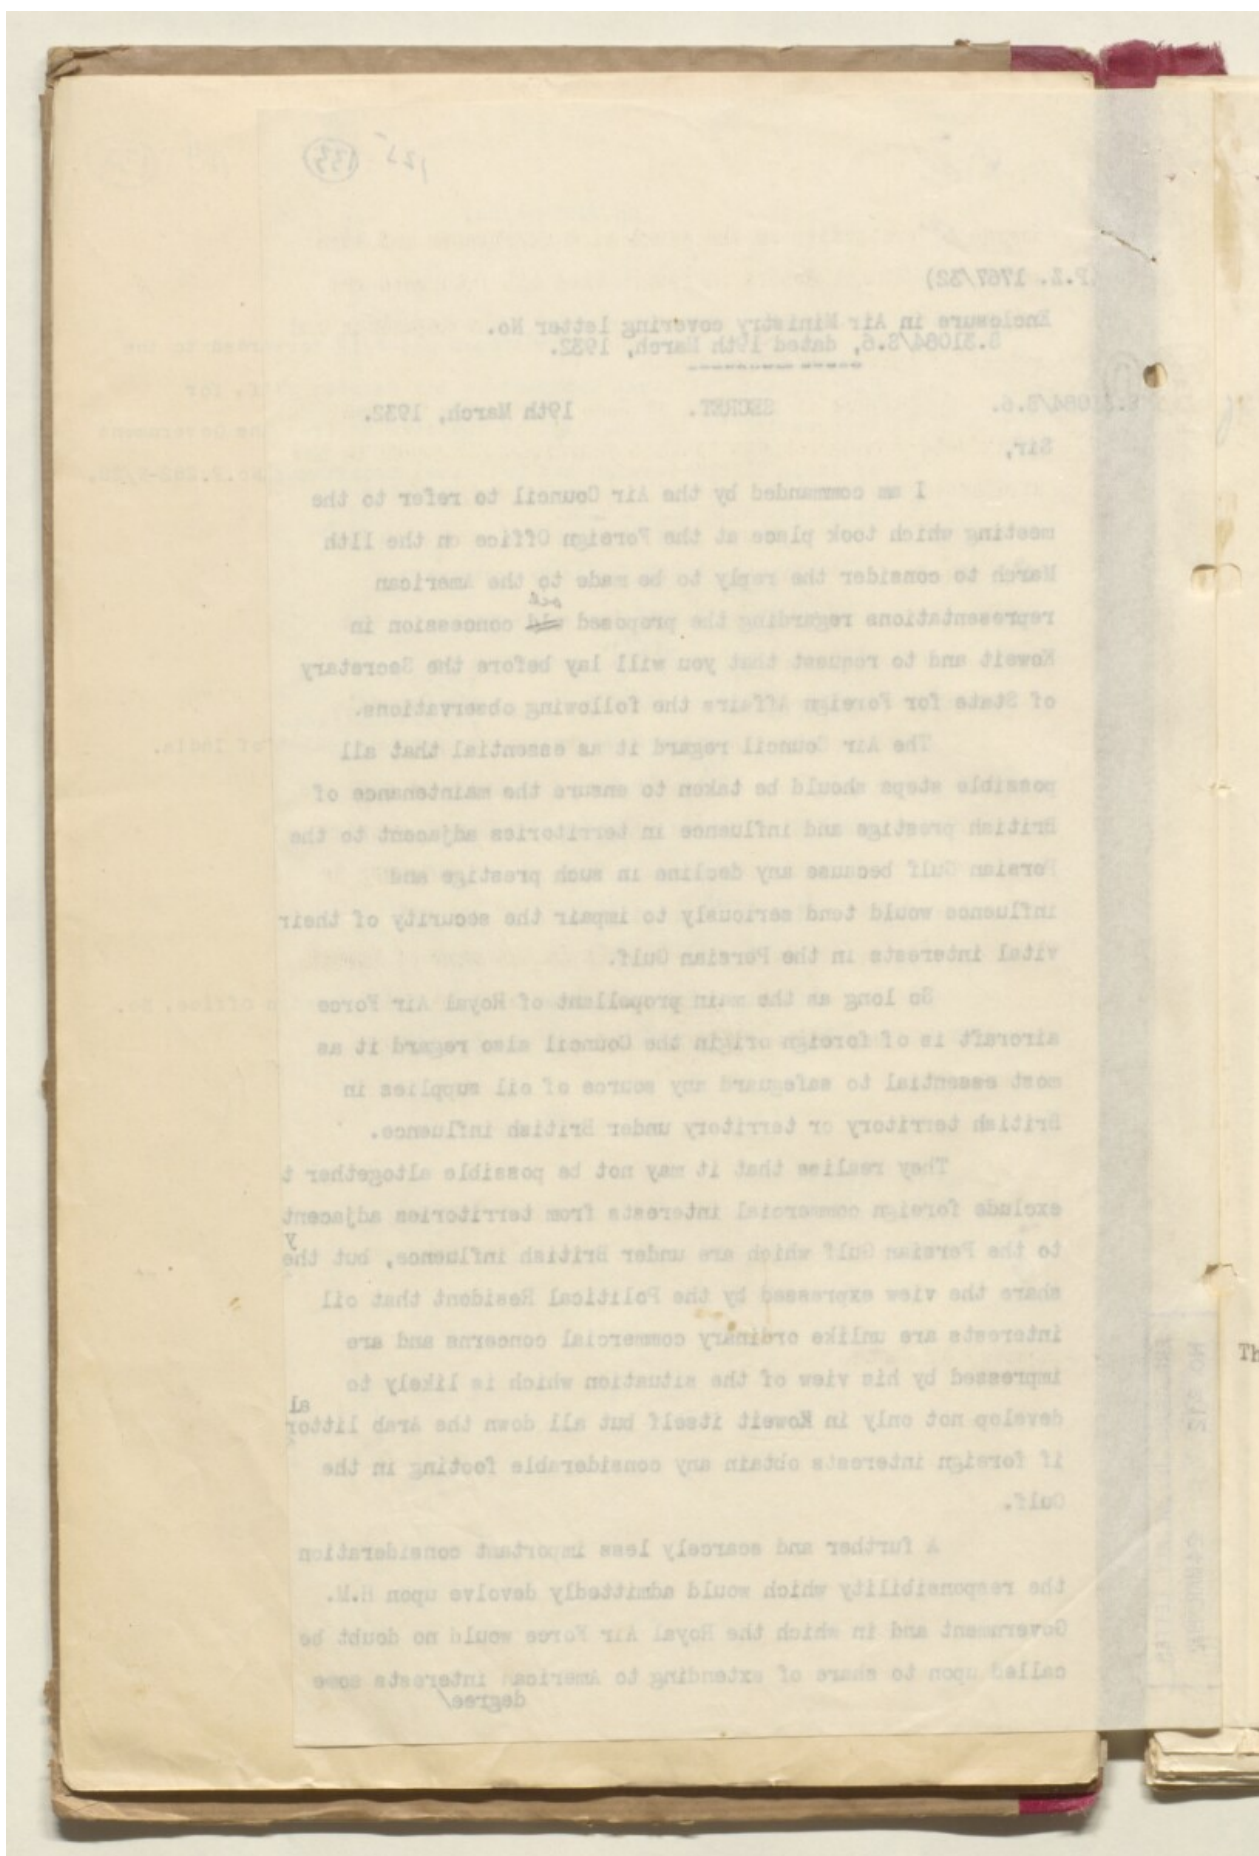 125 (133)
(P.Z. 1767/32)
Enclosure in Air Ministry covering letter No.
S.31064/S.6, dated 19th March, 1932.
S.31064/S.6. SECRET. 19th March, 1932.
Sir,
I am commanded by the Air Council to refer to the
meeting which took place at the Foreign Office on the 11th
March to consider the reply to be made to the American
oil
representations regarding the proposed concession in
Koweit and to request that you will lay before the Secretary
of State for Foreign Affairs the following observations.
The Air Council regard it as essential that all
possible steps should be taken to ensure the maintenance of
British prestige and influence in territories adjacent to the
Persian Gulf because any decline in such prestige and
influence would tend seriously to impair the security of their
vital interests in the Persian Gulf.
So long as the main propellant of Royal Air Force
aircraft is of foreign origin the Council also regard it as
most essential to safeguard any source of oil supplies in
British territory or territory under British influence.
They realise that it may not be possible altogether t
exclude foreign commercial interests from territories adjacent
to the Persian Gulf which are under British influence, but they
share the view expressed by the Political Resident that oil
interests are unlike ordinary commercial concerns and are
impressed by his view of the situation which is likely to
develop not only in Koweit itself but all down the Arab littoral
if foreign interests obtain any considerable footing in the
Gulf.
A further and scarcely less important consideration
the responsibility which would admittedly devolve upon H.M.
Government and in which the Royal Air Force would no doubt be
called upon to share of extending to American interests some
degree/
Th